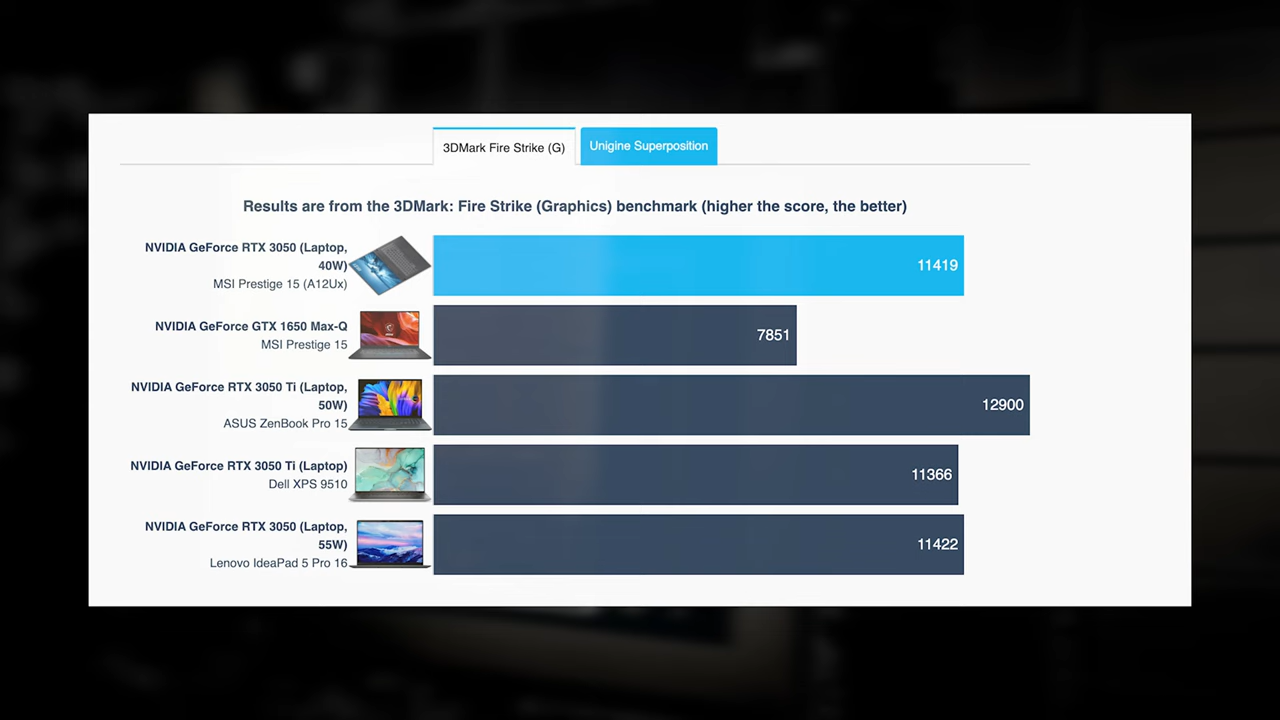 3DMark Fire Strike (G)
Unigine Superposition
Results are from the 3DMark: Fire Strike (Graphics) benchmark (higher the score, the better)
NVIDIA GeForce RTX 3050 (Laptop,
40W)
MSI Prestige 15 (A12Ux)
11419
NVIDIA GeForce GTX 1650 Max-Q
MSI Prestige 15
7851
NVIDIA GeForce RTX 3050 Ti (Laptop,
50W)
ASUS ZenBook Pro 15
12900
NVIDIA GeForce RTX 3050 Ti (Laptop)
Dell XPS 9510
11366
NVIDIA GeForce RTX 3050 (Laptop,
55W)
Lenovo IdeaPad 5 Pro 16
11422